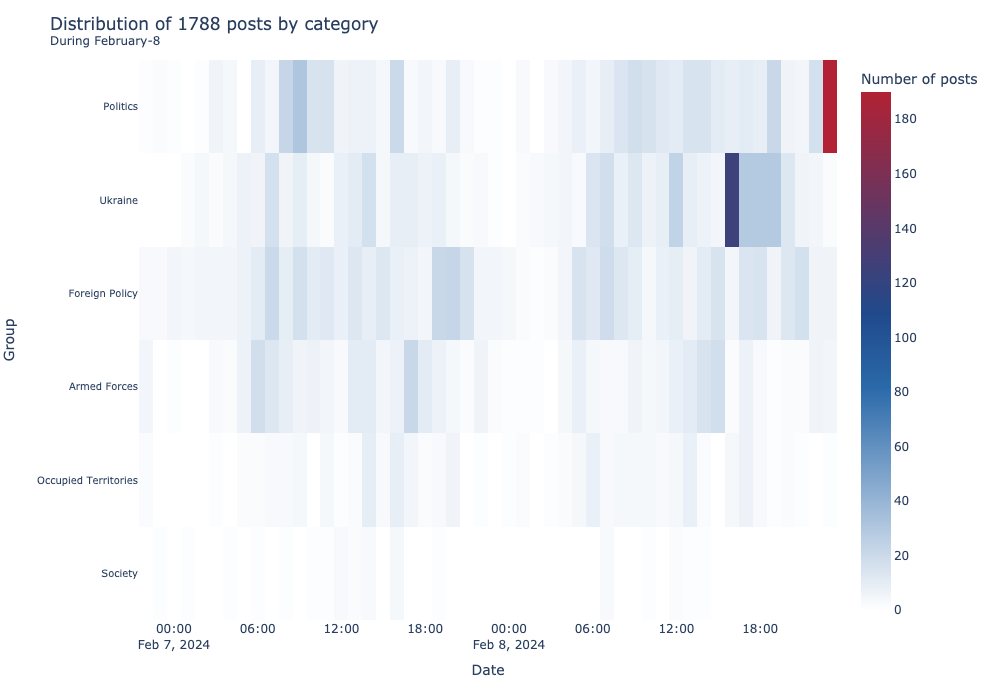 Distribution of 1788 posts by category
During February-8
Number of posts
180
160
140
120
100
80
60
40
20
0
Group
Politics
Ukraine
Foreign Policy
Armed Forces
Occupied Territories
Society
00:00 06:00 12:00 18:00 00:00 06:00 12:00 18:00
Feb 7, 2024 Feb 8, 2024
Date